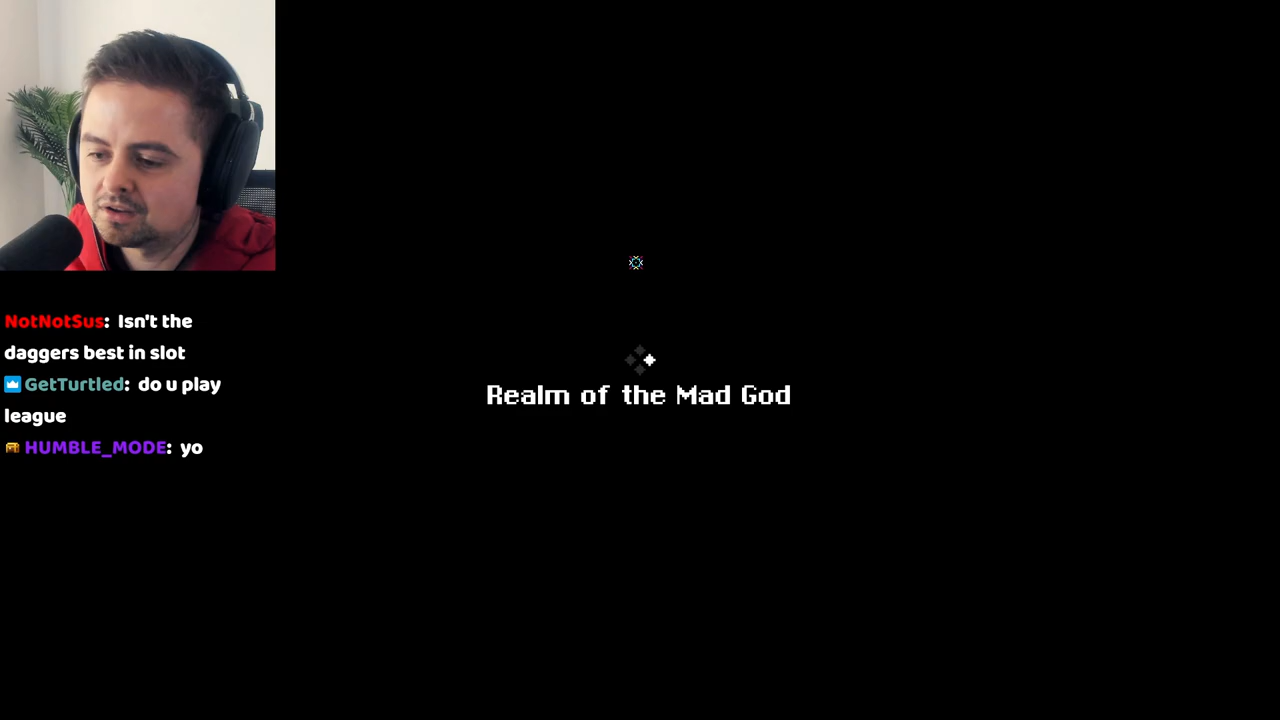 NotNotSus: Isn't the
daggers best in slot
GetTurtled: do u play
league
HUMBLE_MODE: yo
Realm of the Mad God